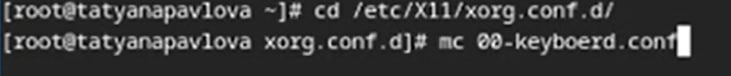 [root@tatyanapavlova ~]# cd /etc/X11/xorg.conf.d/
[root@tatyanapavlova xorg.conf.d]# mc 00-keyboerd.conf